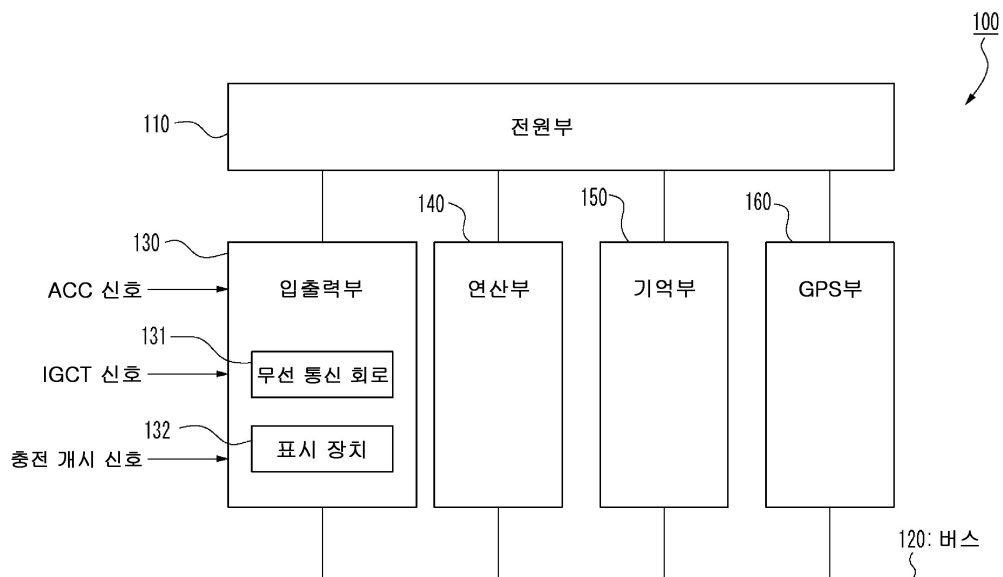 100
110
전원부
140
150
160
130
ACC 신호
입출력부
연산부
기억부
GPS부
131
IGCT 신호
무선 통신 회로
132
표시 장치
충전 개시 신호
120: 버스